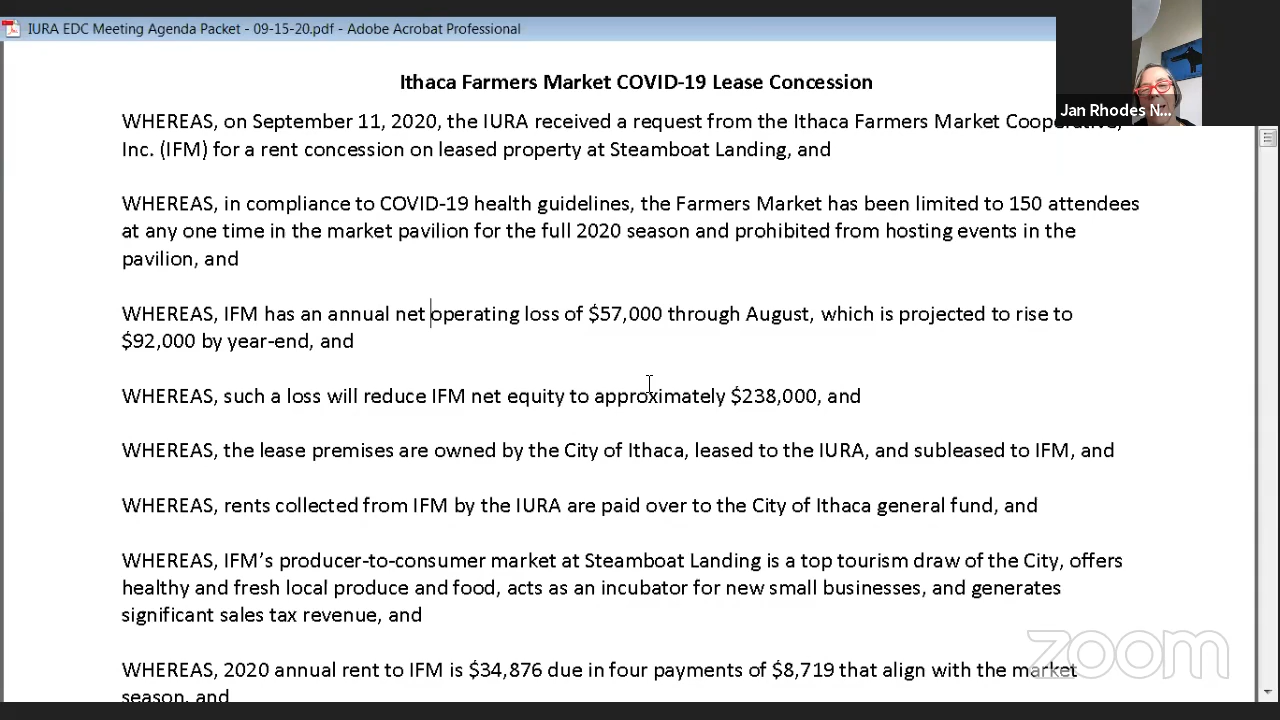 IURA EDC Meeting Agenda Packet - 09-15-20.pdf - Adobe Acrobat Professional
Jan Rhodes N...
Ithaca Farmers Market COVID-19 Lease Concession
WHEREAS, on September 11, 2020, the IURA received a request from the Ithaca Farmers Market Cooperative,
Inc. (IFM) for a rent concession on leased property at Steamboat Landing, and
WHEREAS, in compliance to COVID-19 health guidelines, the Farmers Market has been limited to 150 attendees
at any one time in the market pavilion for the full 2020 season and prohibited from hosting events in the
pavilion, and
WHEREAS, IFM has an annual net operating loss of $57,000 through August, which is projected to rise to
$92,000 by year-end, and
WHEREAS, such a loss will reduce IFM net equity to approximately $238,000, and
WHEREAS, the lease premises are owned by the City of Ithaca, leased to the IURA, and subleased to IFM, and
WHEREAS, rents collected from IFM by the IURA are paid over to the City of Ithaca general fund, and
WHEREAS, IFM’s producer-to-consumer market at Steamboat Landing is a top tourism draw of the City, offers
healthy and fresh local produce and food, acts as an incubator for new small businesses, and generates
significant sales tax revenue, and
WHEREAS, 2020 annual rent to IFM is $34,876 due in four payments of $8,719 that align with the market
season, and
zoom